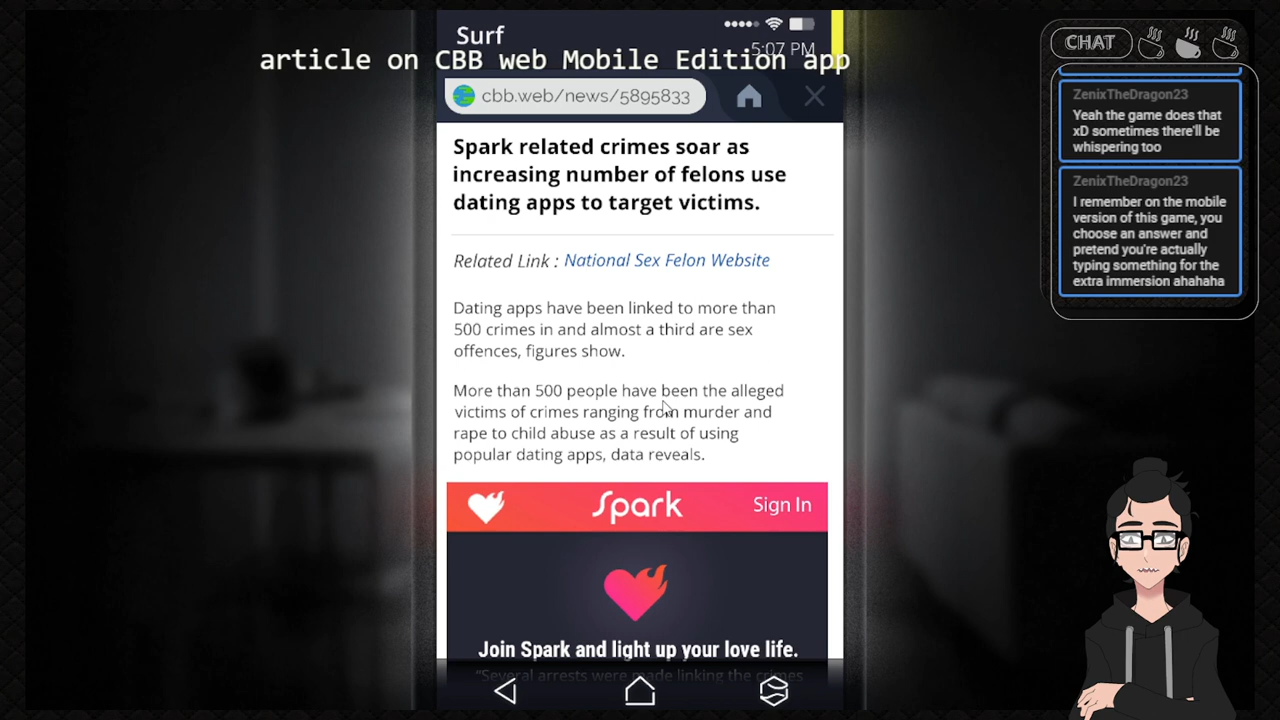 Surf
5:07 PM
article on CBB web Mobile Edition app
cbb.web/news/5895833
Spark related crimes soar as
increasing number of felons use
dating apps to target victims.
Related Link : National Sex Felon Website
Dating apps have been linked to more than
500 crimes in and almost a third are sex
offences, figures show.
More than 500 people have been the alleged
victims of crimes ranging from murder and
rape to child abuse as a result of using
popular dating apps, data reveals.
Spark
Sign In
Join Spark and light up your love life.
"Several arrests were made linking the crimes
CHAT
ZenixTheDragon23
Yeah the game does that
xD sometimes there'll be
whispering too
ZenixTheDragon23
I remember on the mobile
version of this game, you
choose an answer and
pretend you're actually
typing something for the
extra immersion ahahaha